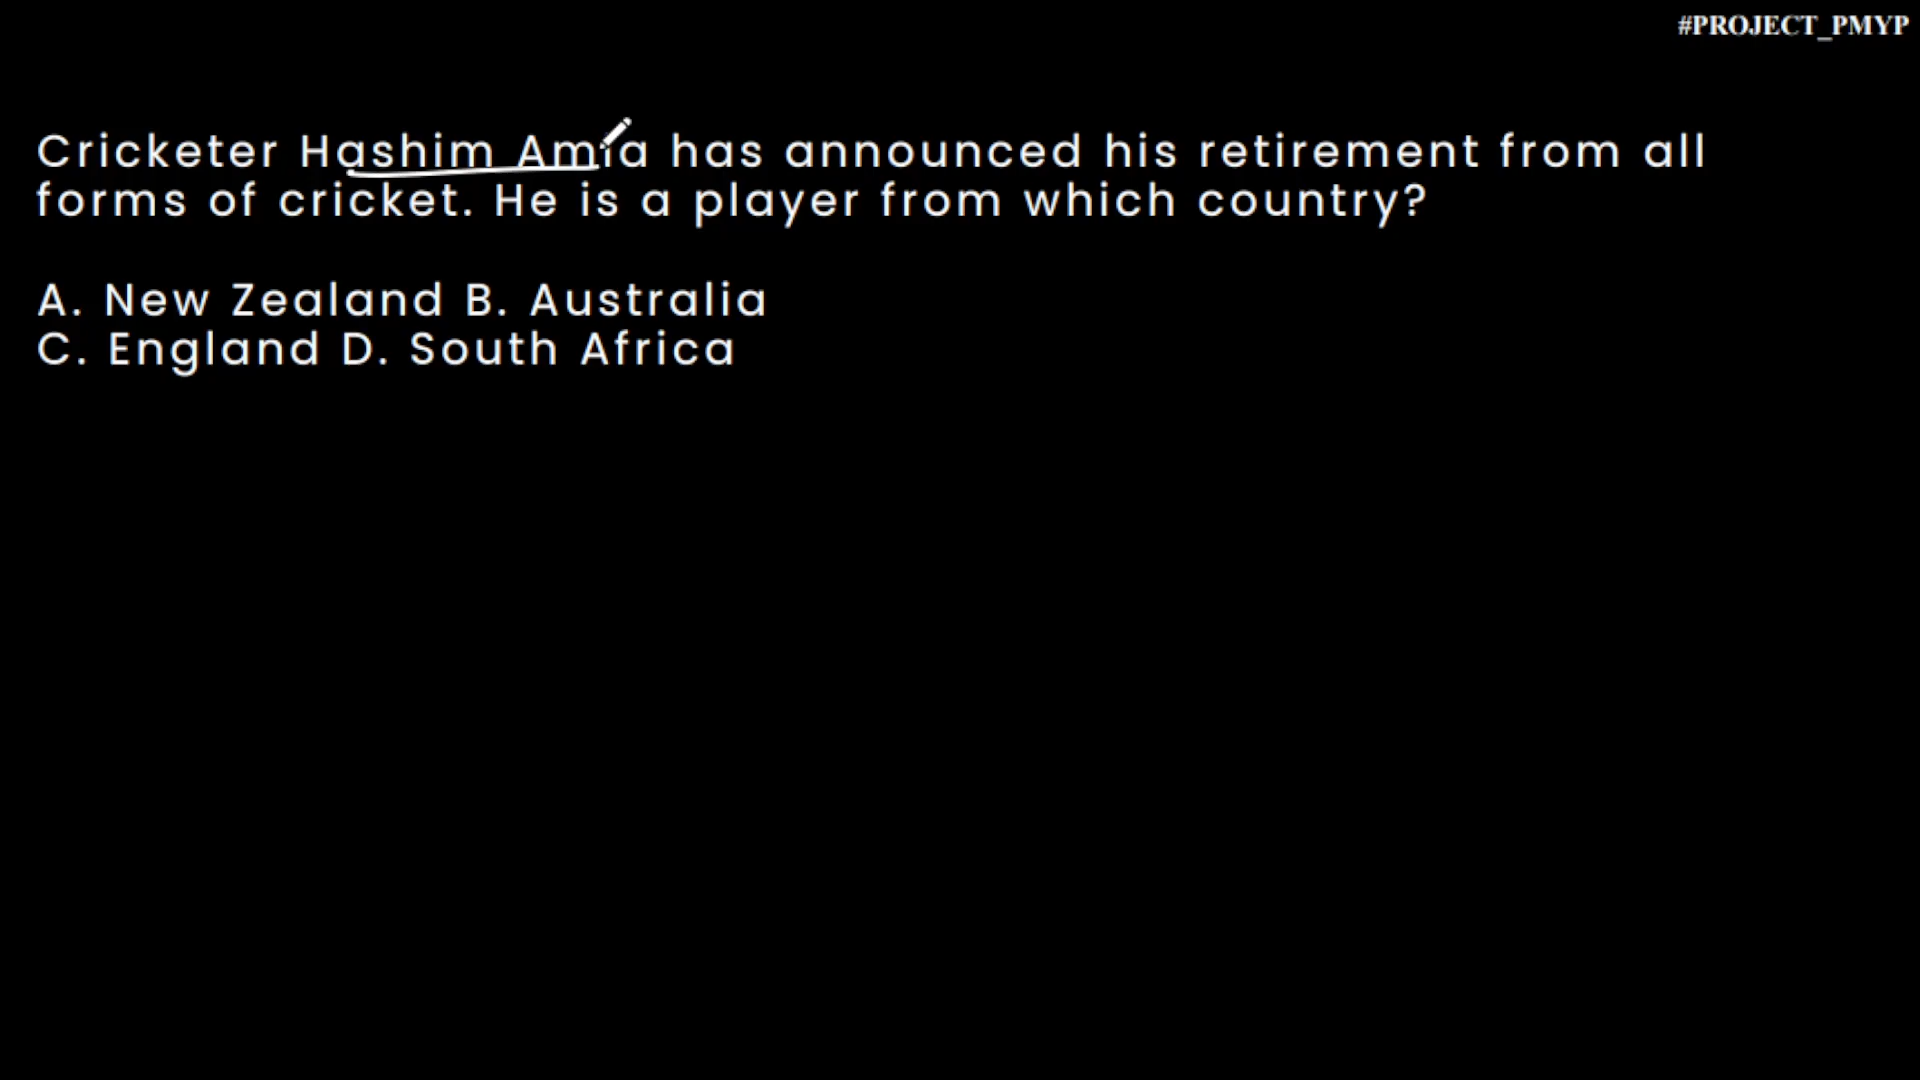 #PROJECT_PMYP
Cricketer Hashim Amla has announced his retirement from all
forms of cricket. He is a player from which country?
A. New Zealand B. Australia
C. England D. South Africa